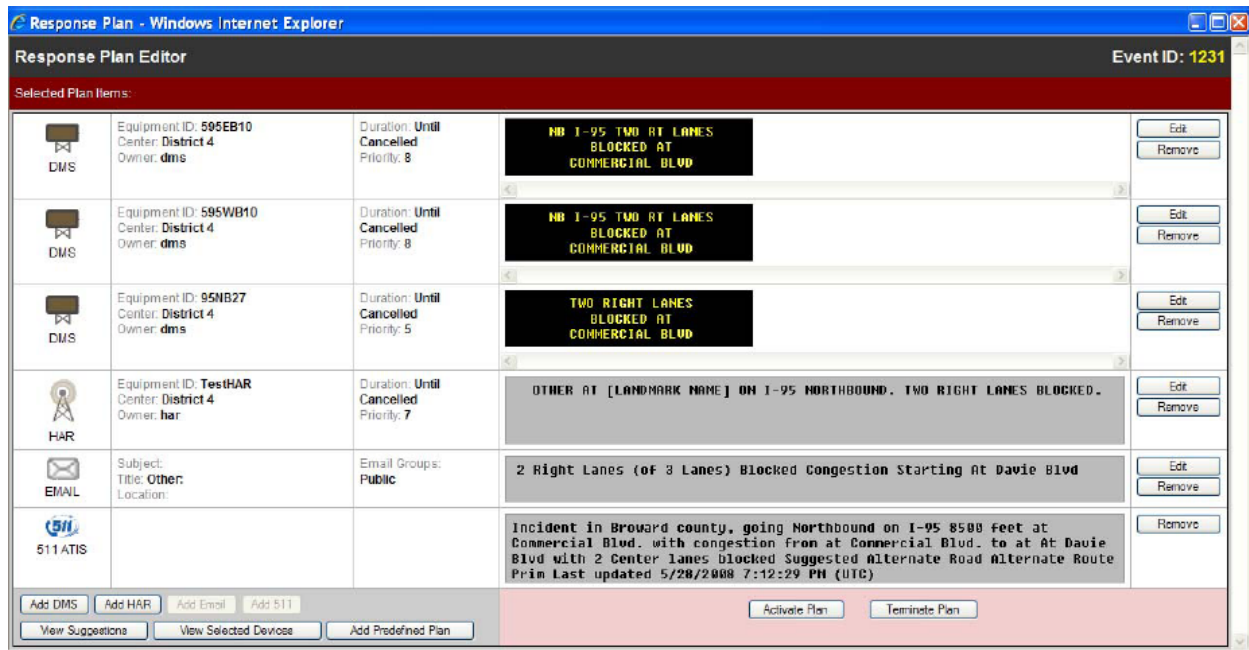 Response Plan - Windows Internet Explorer
Response Plan Editor
Event ID: 1231
Selected Plan Items:
DMS
Equipment ID: 595EB10
Center: District 4
Owner: dms
Duration: Until
Cancelled
Priority: 8
NB I-95 TWO RT LANES
BLOCKED AT
COMMERCIAL BLVD
Edit
Remove
DMS
Equipment ID: 595WB10
Center: District 4
Owner: dms
Duration: Until
Cancelled
Priority: 8
NB I-95 TWO RT LANES
BLOCKED AT
COMMERCIAL BLVD
Edit
Remove
DMS
Equipment ID: 95NB27
Center: District 4
Owner: dms
Duration: Until
Cancelled
Priority: 5
TWO RIGHT LANES
BLOCKED AT
COMMERCIAL BLVD
Edit
Remove
HAR
Equipment ID: TestHAR
Center: District 4
Owner: har
Duration: Until
Cancelled
Priority: 7
OTHER AT [LANDMARK NAME] ON I-95 NORTHBOUND. TWO RIGHT LANES BLOCKED.
Edit
Remove
EMAIL
Subject:
Title: Other:
Location:
Email Groups:
Public
2 Right Lanes (of 3 Lanes) Blocked Congestion Starting At Davie Blvd
Edit
Remove
511
511 ATIS
Incident in Broward county, going Northbound on I-95 8500 feet at
Commercial Blvd. with congestion from at Commercial Blvd. to at At Davie
Blvd with 2 Center lanes blocked Suggested Alternate Road Alternate Route
Prim Last updated 5/28/2008 7:12:29 PM (UTC)
Remove
Add DMS
Add HAR
Add Email
Add 511
View Suggestions
View Selected Devices
Add Predefined Plan
Activate Plan
Terminate Plan